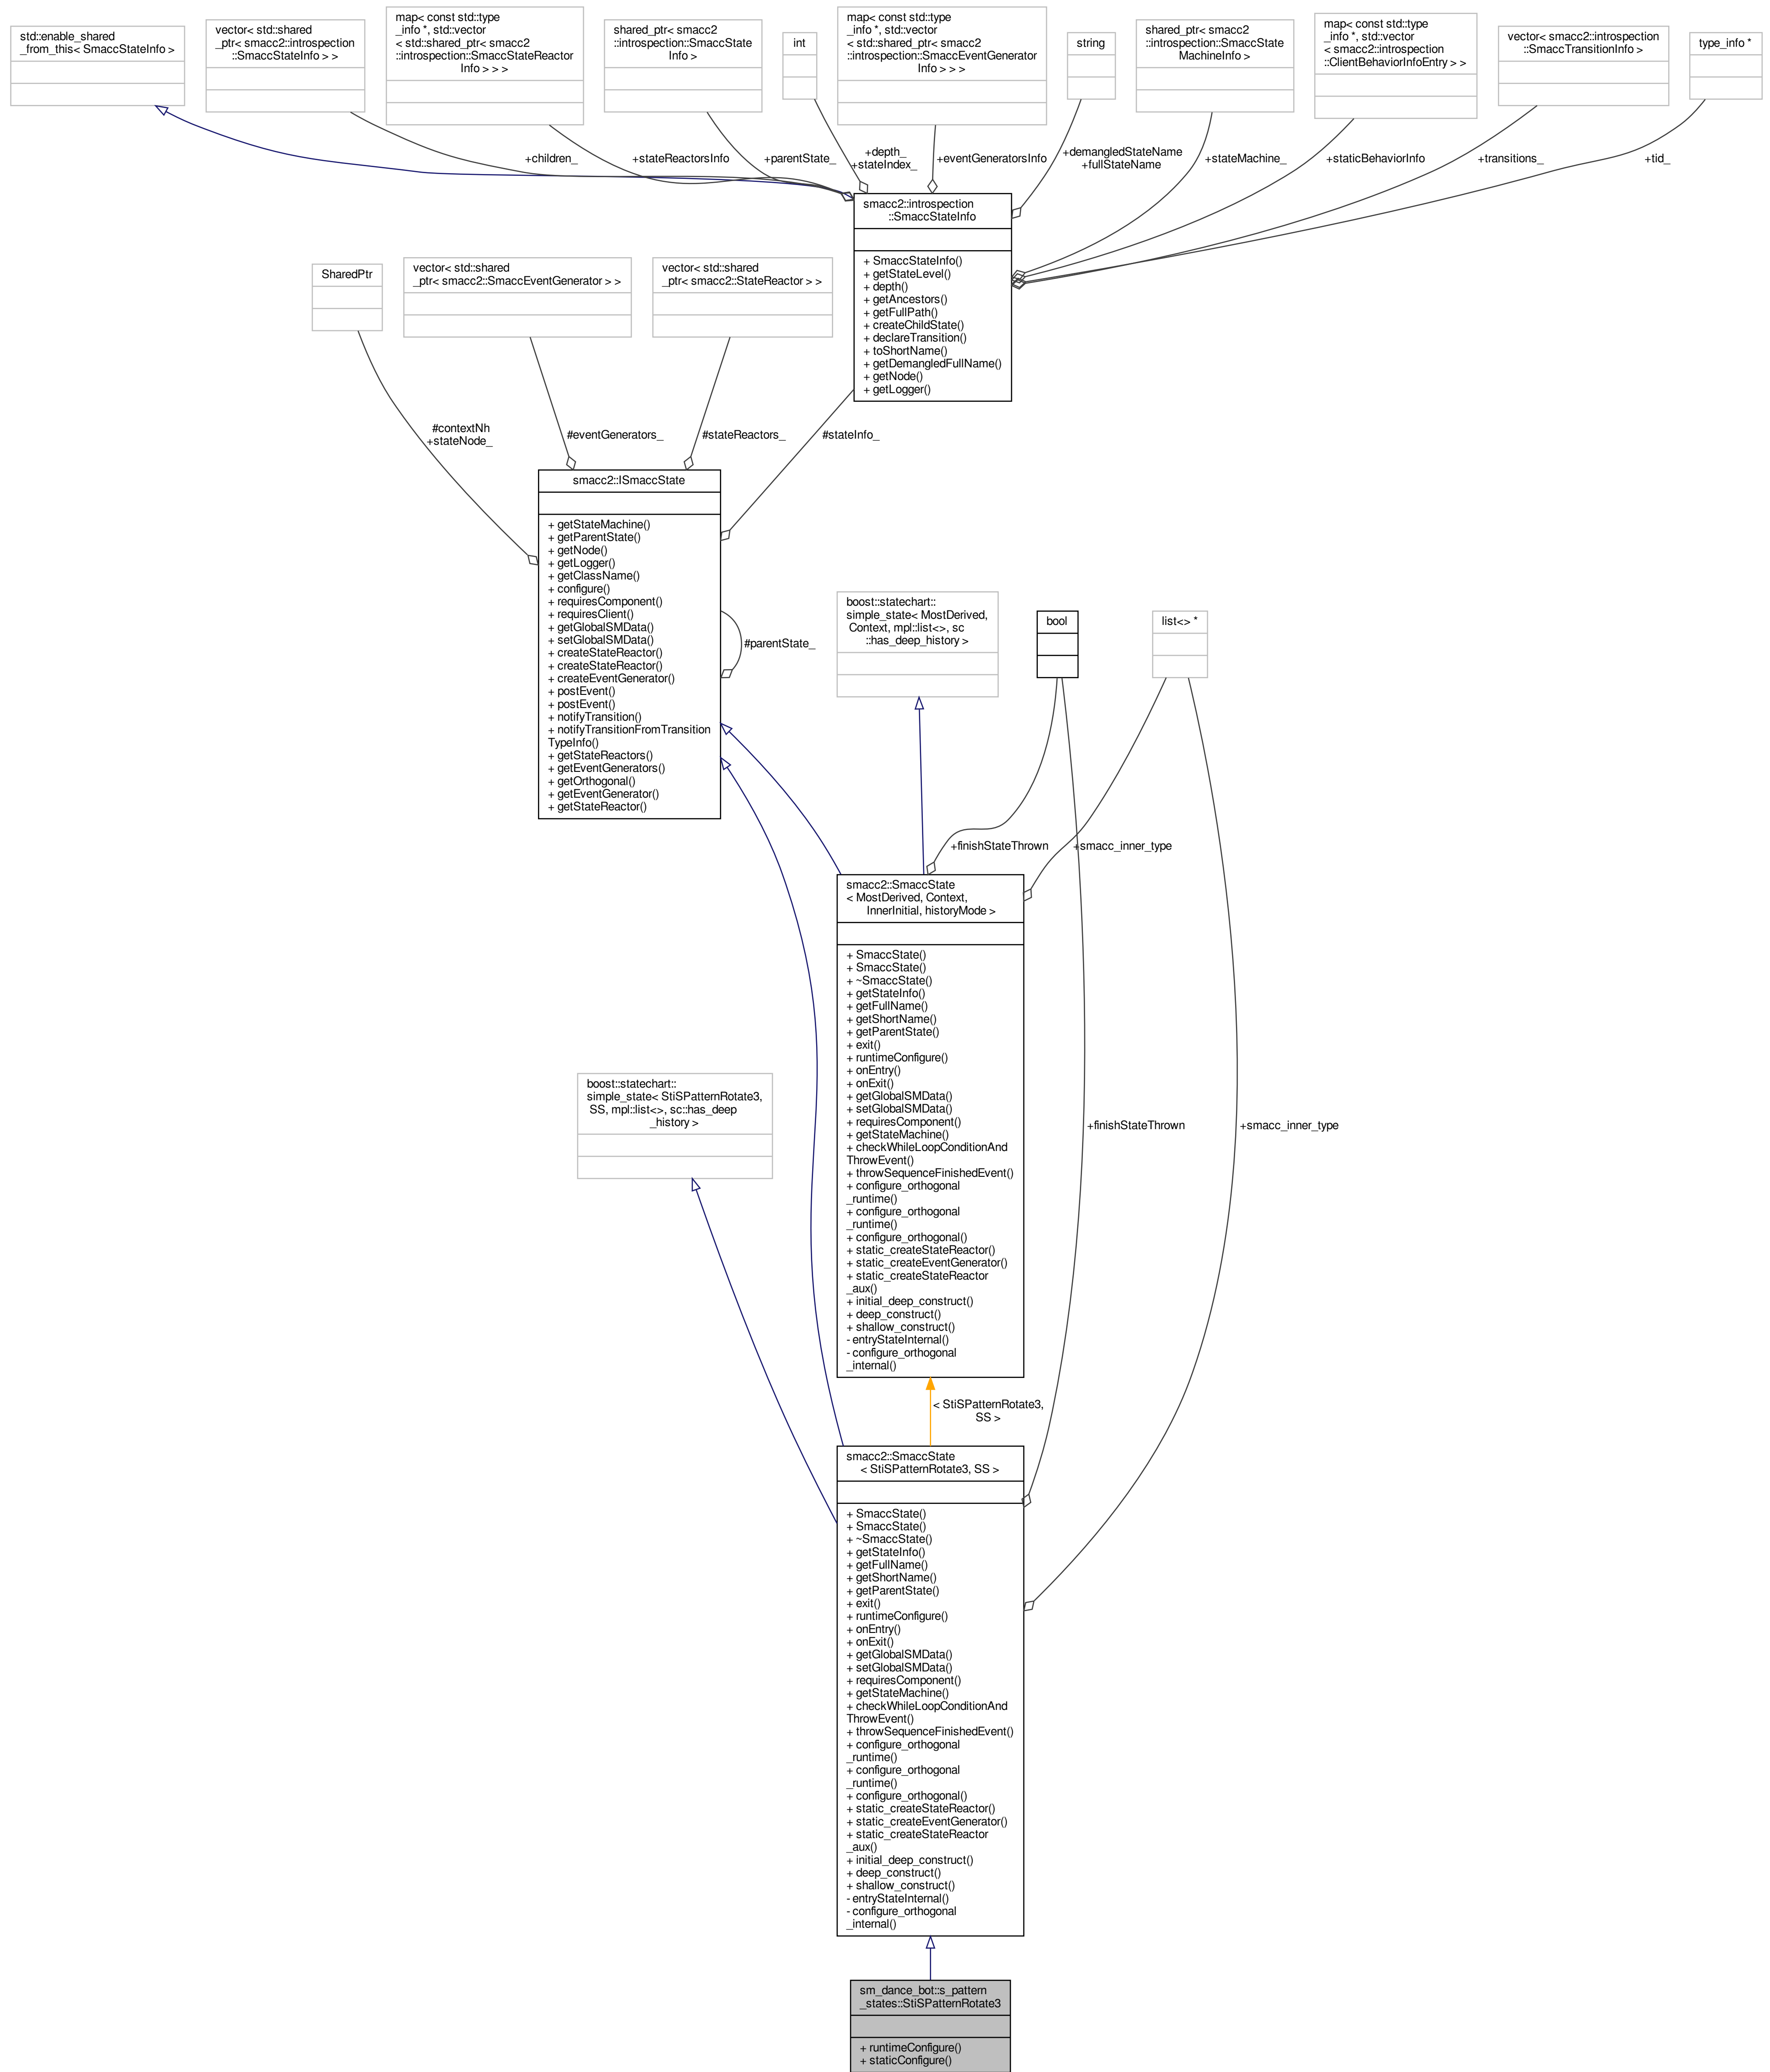 std::enable_shared
_from_this< SmaccStateInfo >
vector< std::shared
_ptr< smacc2::introspection
::SmaccStateInfo > >
map< const std::type
_info *, std::vector
< std::shared_ptr< smacc2
::introspection::SmaccStateReactor
Info > > >
shared_ptr< smacc2
::introspection::SmaccState
Info >
int
map< const std::type
_info *, std::vector
< std::shared_ptr< smacc2
::introspection::SmaccEventGenerator
Info > > >
string
shared_ptr< smacc2
::introspection::SmaccState
MachineInfo >
map< const std::type
_info *, std::vector
< smacc2::introspection
::ClientBehaviorInfoEntry > >
vector< smacc2::introspection
::SmaccTransitionInfo >
type_info *
+children_
+stateReactorsInfo
+parentState_
+depth_
+stateIndex_
+eventGeneratorsInfo
+demangledStateName
+fullStateName
+stateMachine_
+staticBehaviorInfo
+transitions_
+tid_
smacc2::introspection
::SmaccStateInfo
+ SmaccStateInfo()
+ getStateLevel()
+ depth()
+ getAncestors()
+ getFullPath()
+ createChildState()
+ declareTransition()
+ toShortName()
+ getDemangledFullName()
+ getNode()
+ getLogger()
SharedPtr
vector< std::shared
_ptr< smacc2::SmaccEventGenerator > >
vector< std::shared
_ptr< smacc2::StateReactor > >
#contextNh
+stateNode_
#eventGenerators_
#stateReactors_
#stateInfo_
smacc2::ISmaccState
+ getStateMachine()
+ getParentState()
+ getNode()
+ getLogger()
+ getClassName()
+ configure()
+ requiresComponent()
+ requiresClient()
+ getGlobalSMData()
+ setGlobalSMData()
+ createStateReactor()
+ createStateReactor()
+ createEventGenerator()
+ postEvent()
+ postEvent()
+ notifyTransition()
+ notifyTransitionFromTransition
TypeInfo()
+ getStateReactors()
+ getEventGenerators()
+ getOrthogonal()
+ getEventGenerator()
+ getStateReactor()
#parentState_
boost::statechart::
simple_state< MostDerived,
Context, mpl::list<>, sc
::has_deep_history >
bool
list<> *
+finishStateThrown
+smacc_inner_type
smacc2::SmaccState
< MostDerived, Context,
InnerInitial, historyMode >
+ SmaccState()
+ SmaccState()
+ ~SmaccState()
+ getStateInfo()
+ getFullName()
+ getShortName()
+ getParentState()
+ exit()
+ runtimeConfigure()
+ onEntry()
+ onExit()
+ getGlobalSMData()
+ setGlobalSMData()
+ requiresComponent()
+ getStateMachine()
+ checkWhileLoopConditionAnd
ThrowEvent()
+ throwSequenceFinishedEvent()
+ configure_orthogonal
_runtime()
+ configure_orthogonal
_runtime()
+ configure_orthogonal()
+ static_createStateReactor()
+ static_createEventGenerator()
+ static_createStateReactor
_aux()
+ initial_deep_construct()
+ deep_construct()
+ shallow_construct()
- entryStateInternal()
- configure_orthogonal
_internal()
boost::statechart::
simple_state< StiSPatternRotate3,
SS, mpl::list<>, sc::has_deep
_history >
+finishStateThrown
+smacc_inner_type
< StiSPatternRotate3,
SS >
smacc2::SmaccState
< StiSPatternRotate3, SS >
+ SmaccState()
+ SmaccState()
+ ~SmaccState()
+ getStateInfo()
+ getFullName()
+ getShortName()
+ getParentState()
+ exit()
+ runtimeConfigure()
+ onEntry()
+ onExit()
+ getGlobalSMData()
+ setGlobalSMData()
+ requiresComponent()
+ getStateMachine()
+ checkWhileLoopConditionAnd
ThrowEvent()
+ throwSequenceFinishedEvent()
+ configure_orthogonal
_runtime()
+ configure_orthogonal
_runtime()
+ configure_orthogonal()
+ static_createStateReactor()
+ static_createEventGenerator()
+ static_createStateReactor
_aux()
+ initial_deep_construct()
+ deep_construct()
+ shallow_construct()
- entryStateInternal()
- configure_orthogonal
_internal()
sm_dance_bot::s_pattern
_states::StiSPatternRotate3
+ runtimeConfigure()
+ staticConfigure()